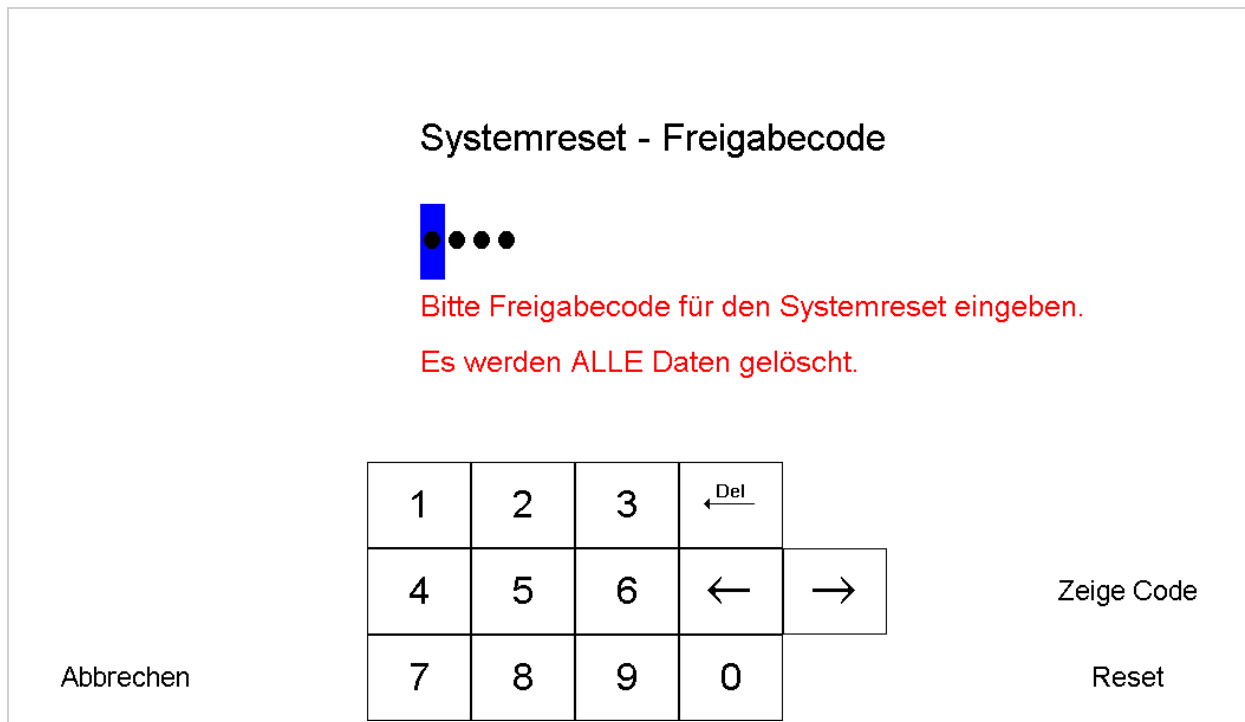 Systemreset - Freigabecode
●●●●
Bitte Freigabecode für den Systemreset eingeben.
Es werden ALLE Daten gelöscht.
1 2 3 Del
4 5 6 ← → Zeige Code
Abbrechen 7 8 9 0 Reset